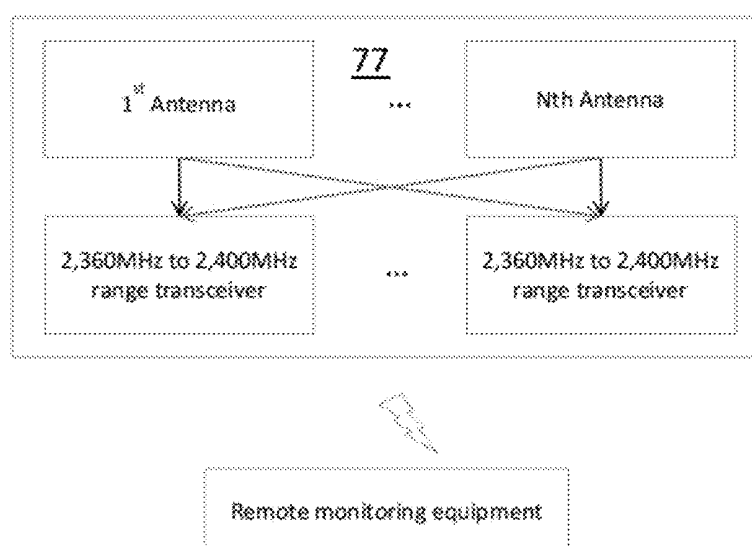 77
1st Antenna
...
Nth Antenna
2,360MHz to 2,400MHz
range transceiver
...
2,360MHz to 2,400MHz
range transceiver
Remote monitoring equipment